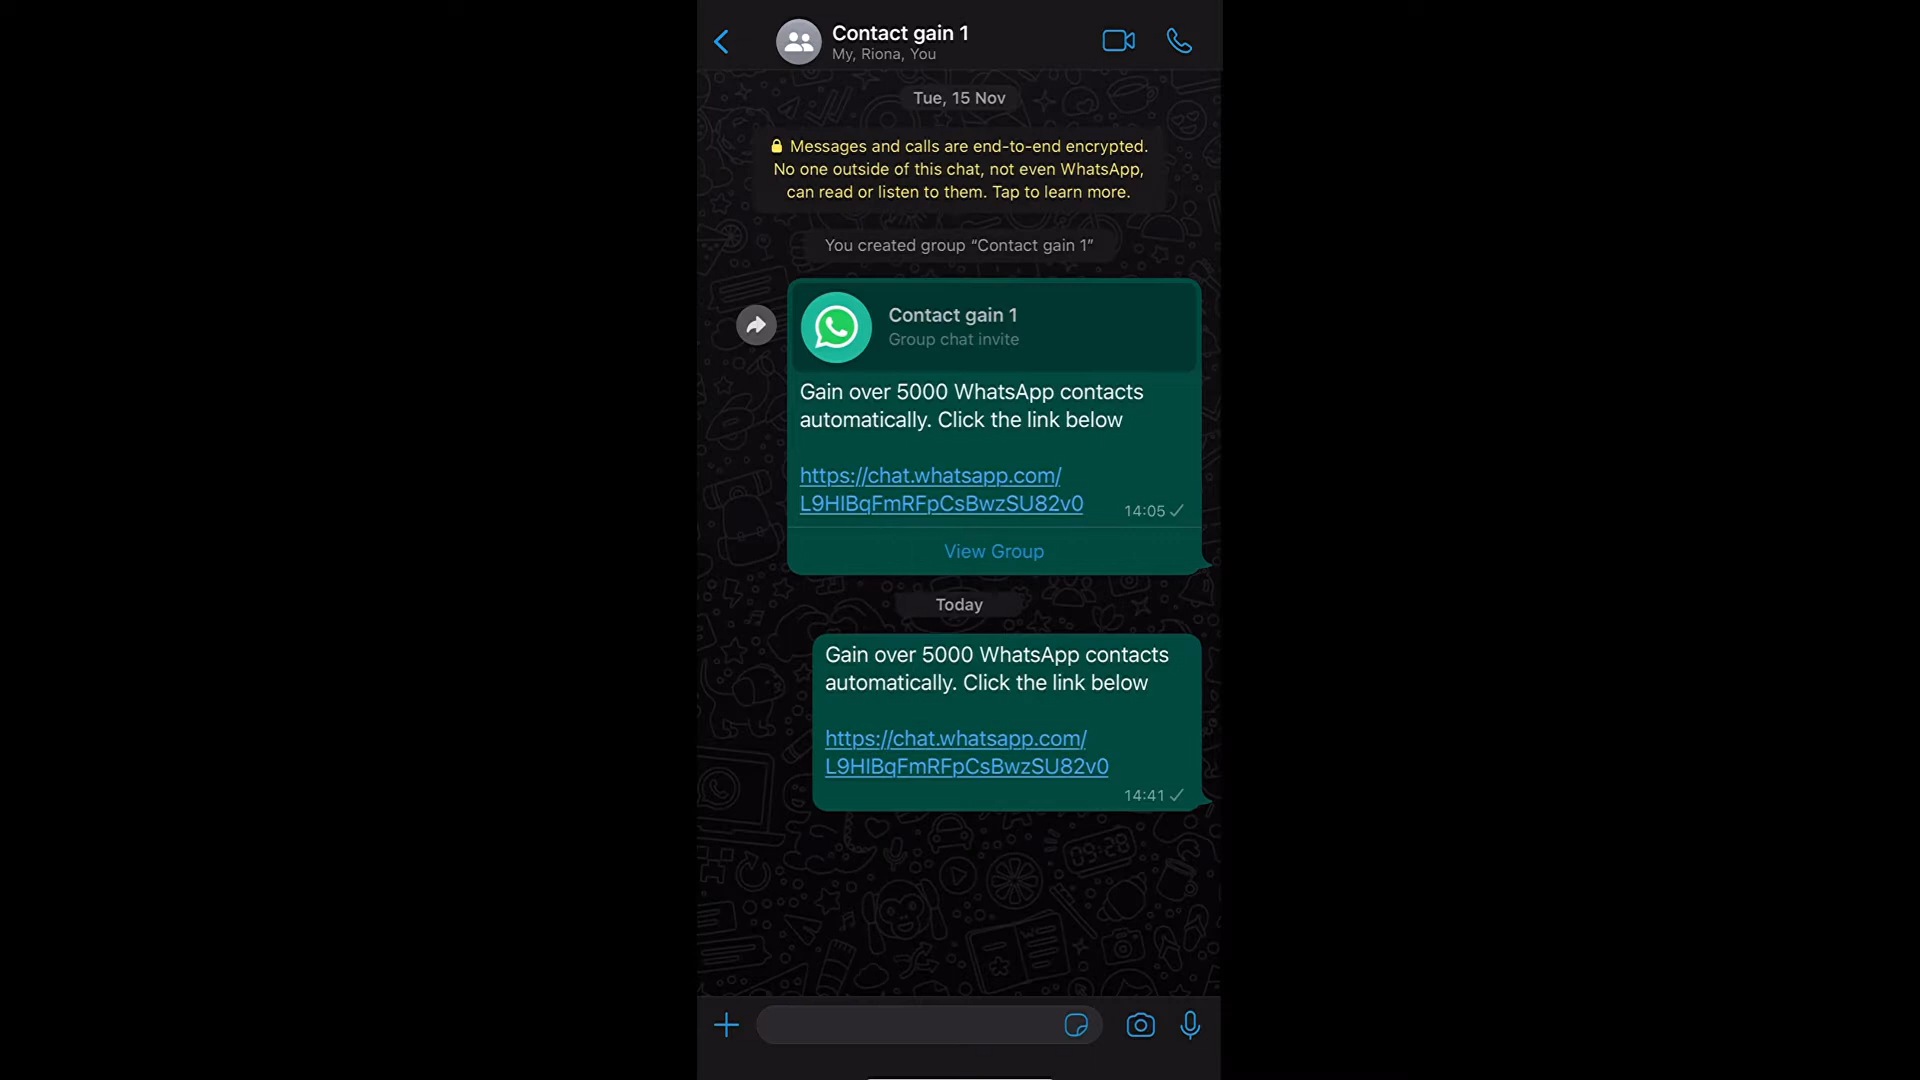 Contact gain 1
My, Riona, You
Tue, 15 Nov
Messages and calls are end-to-end encrypted.
No one outside of this chat, not even WhatsApp,
can read or listen to them. Tap to learn more.
You created group “Contact gain 1”
Contact gain 1
Group chat invite
Gain over 5000 WhatsApp contacts
automatically. Click the link below
https://chat.whatsapp.com/
L9HIBqFmRFpCsBwzSU82v0
14:05
View Group
Today
Gain over 5000 WhatsApp contacts
automatically. Click the link below
https://chat.whatsapp.com/
L9HIBqFmRFpCsBwzSU82v0
14:41